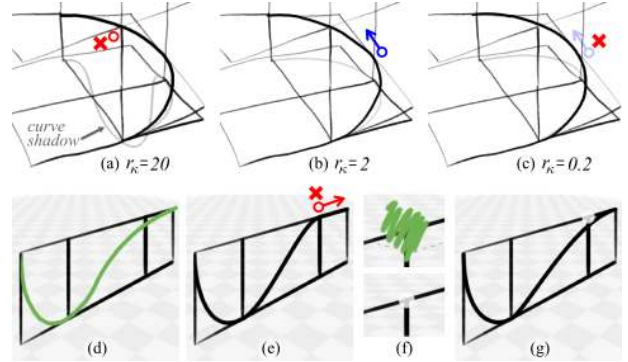 curve
shadow
(a) rκ=20
(b) rκ=2
(c) rκ=0.2
(d)
(e)
(f)
(g)